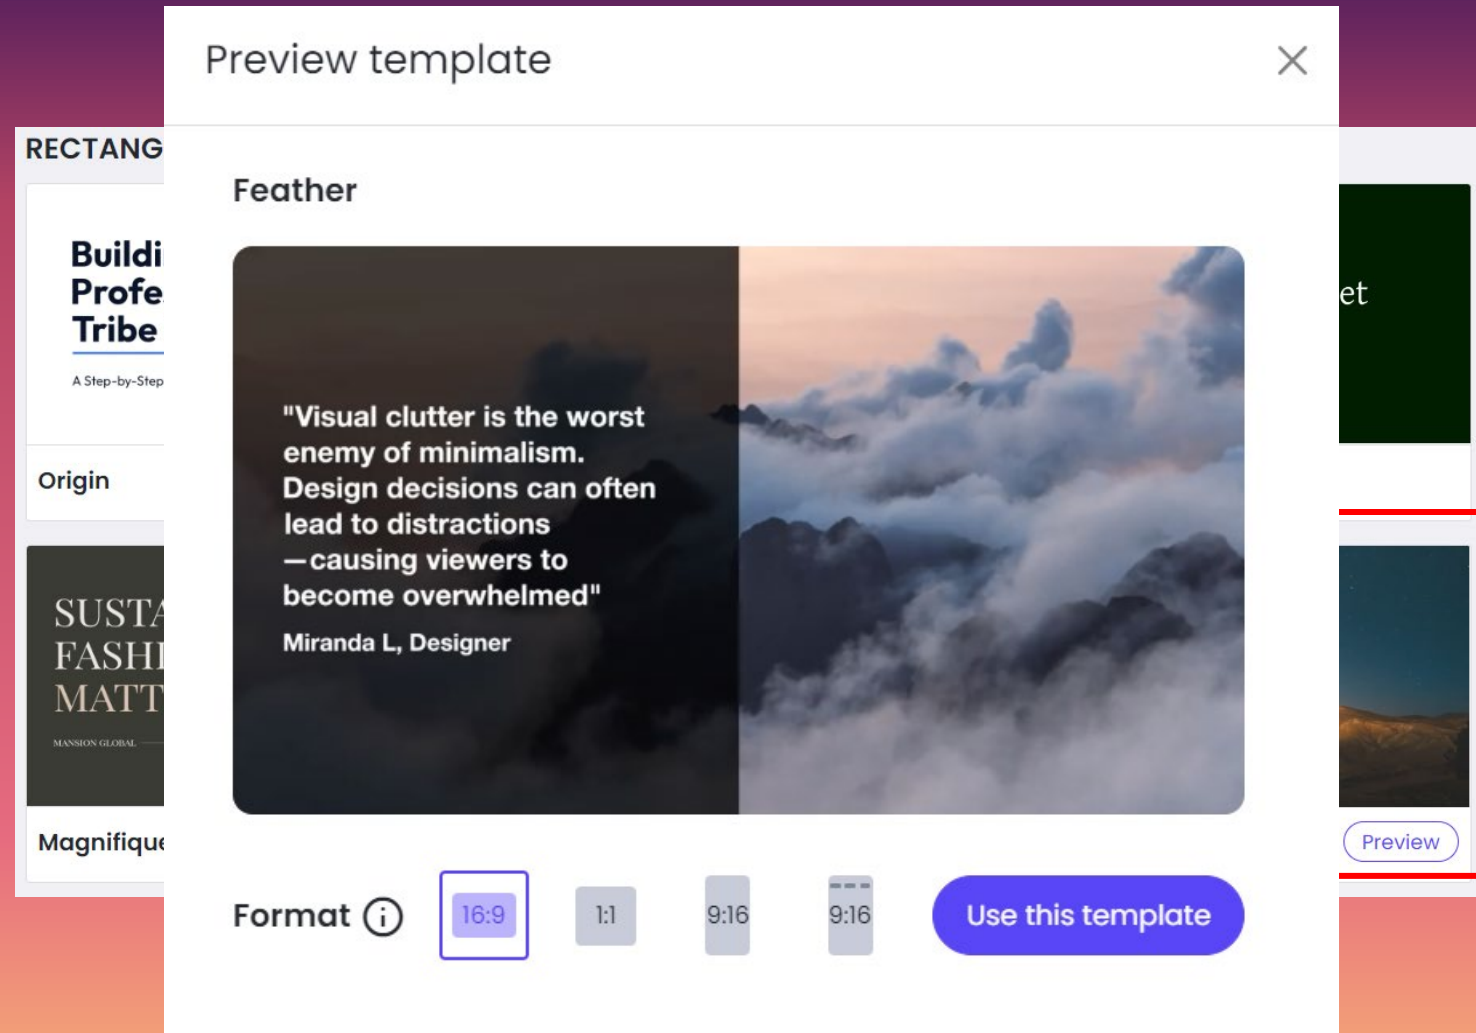 Preview template
RECTANG
Feather
Buildi
Profe
Tribe
A Step-by-Step
Origin
"Visual clutter is the worst
enemy of minimalism.
Design decisions can often
lead to distractions
—causing viewers to
become overwhelmed"
Miranda L, Designer
et
SUSTA
FASHI
MATT
MANSION GLOBAL
Magnifique
Preview
Format
16:9
1:1
9:16
9:16
Use this template